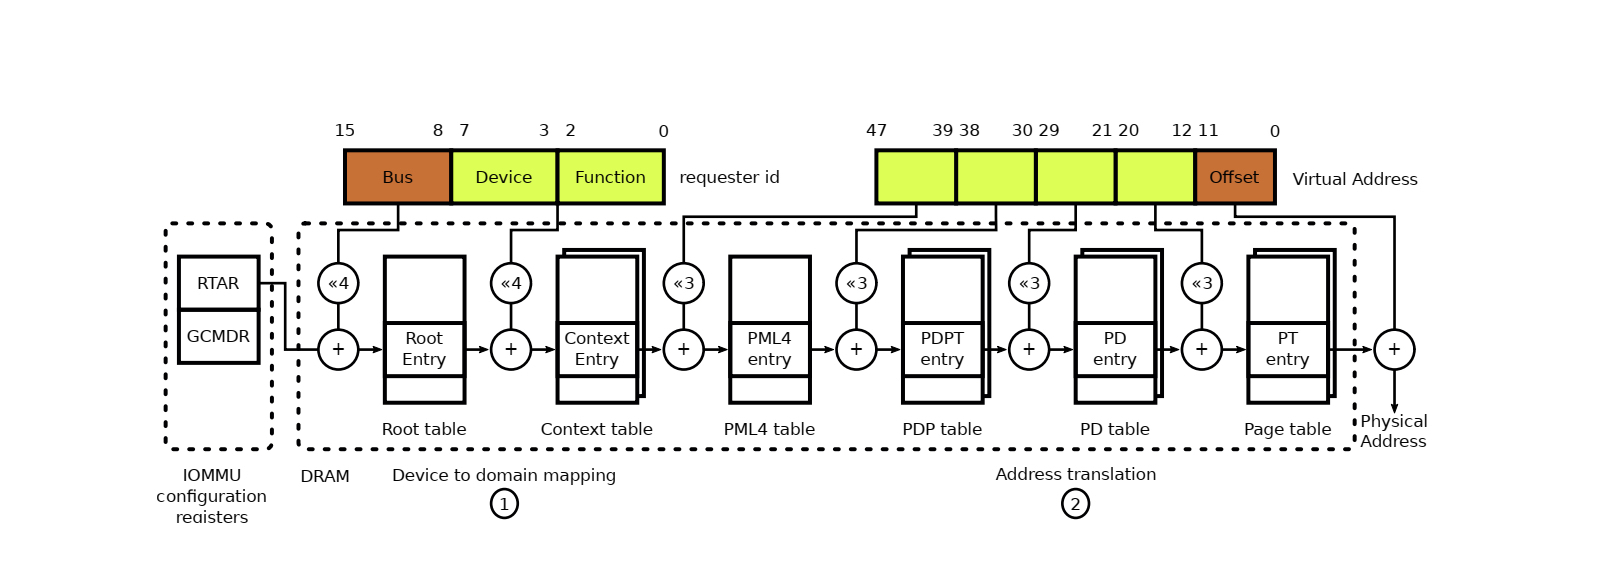 15 8 7 3 2 0
47 39 38 30 29 21 20 12 11 0
Bus Device Function requester id
Offset Virtual Address
RTAR
GCMDR
«4 «4 «3 «3 «3 «3
+ + + + + + +
Root
Entry
Context
Entry
PML4
entry
PDPT
entry
PD
entry
PT
entry
Root table
Context table
PML4 table
PDP table
PD table
Page table
Physical
Address
IOMMU
configuration
registers
DRAM
Device to domain mapping
1
Address translation
2